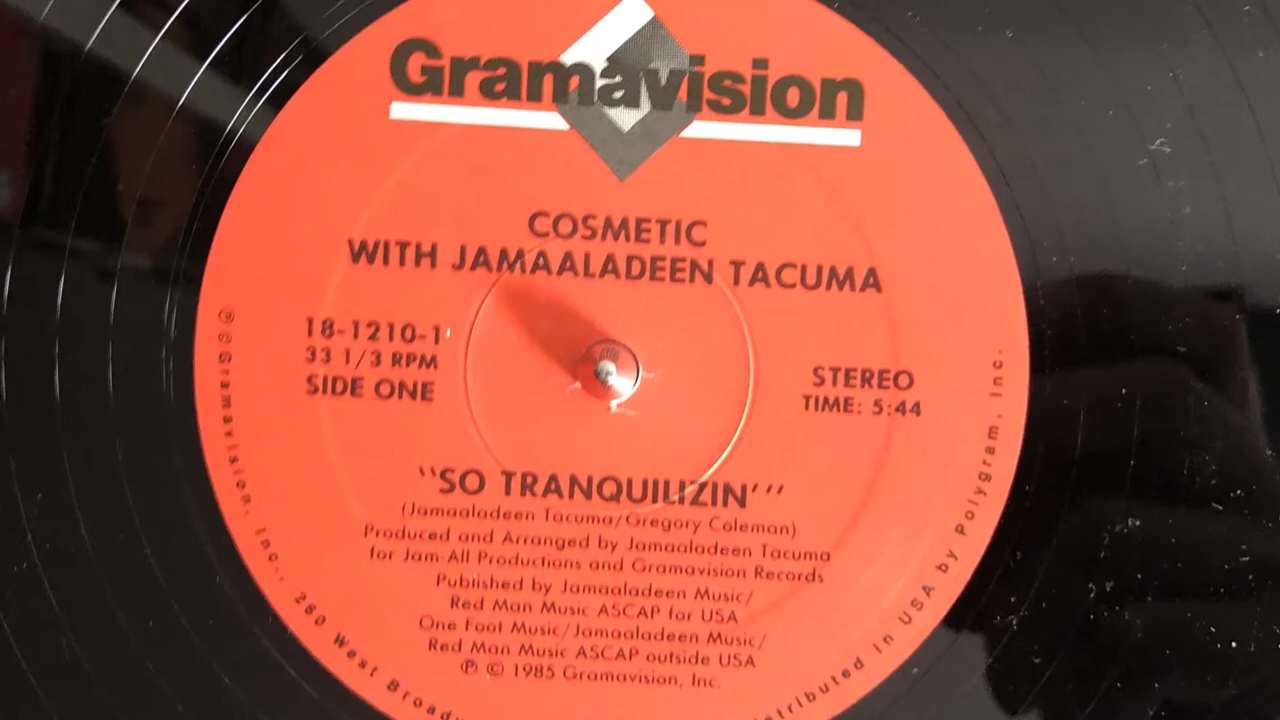 Gramavision
COSMETIC
WITH JAMAALADEEN TACUMA
18-1210-1
33 1/3 RPM
SIDE ONE
STEREO
TIME: 5:44
"SO TRANQUILIZIN'"
(Jamaaladeen Tacuma/Gregory Coleman)
Produced and Arranged by Jamaaladeen Tacuma
for Jam-All Productions and Gramavision Records
Published by Jamaaladeen Music/
Red Man Music ASCAP for USA
One Foot Music/Jamaaladeen Music/
Red Man Music ASCAP outside USA
℗ © 1985 Gramavision, Inc.
℗ © Gramavision, Inc., 260 West Broadw
stributed in USA by Polygram, Inc.